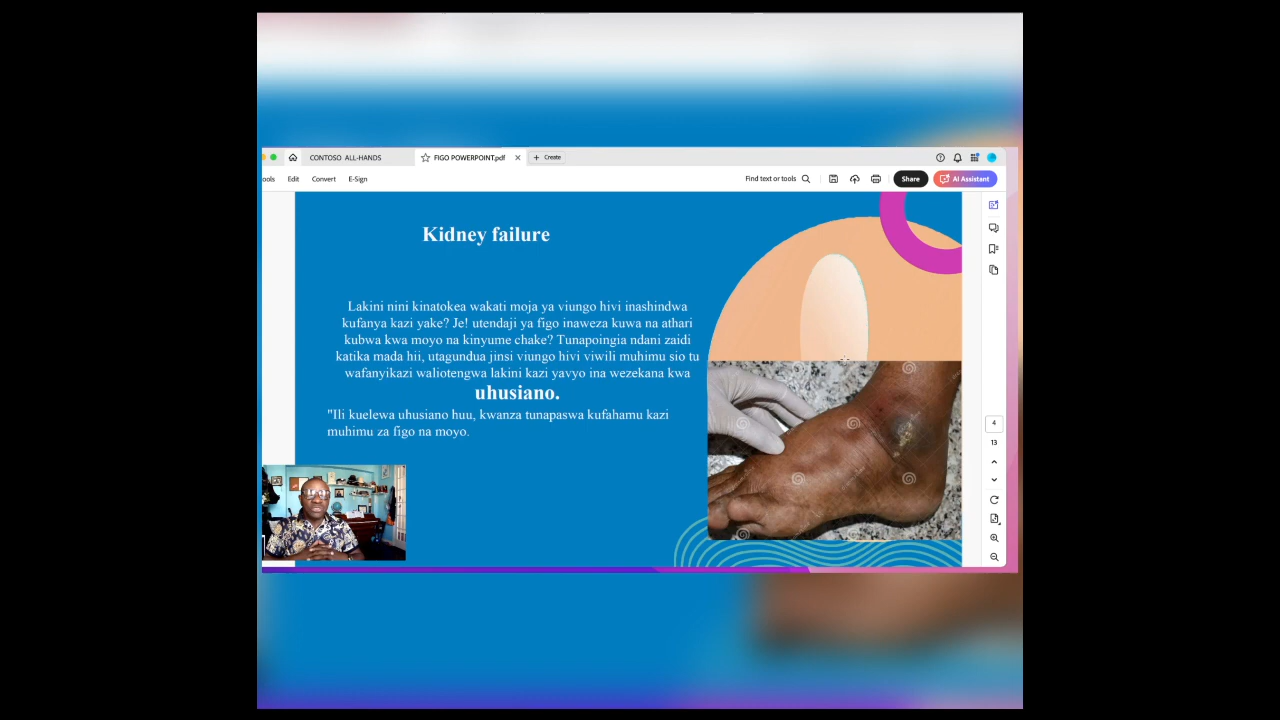 CONTOSO ALL-HANDS
FIGO POWERPOINT.pdf
Create
ools Edit Convert E-Sign
Find text or tools
Share
AI Assistant
Kidney failure
Lakini nini kinatokea wakati moja ya viungo hivi inashindwa
kufanya kazi yake? Je! utendaji ya figo inaweza kuwa na athari
kubwa kwa moyo na kinyume chake? Tunapoingia ndani zaidi
katika mada hii, utagundua jinsi viungo hivi viwili muhimu sio tu
wafanyikazi waliotengwa lakini kazi yavyo ina wezekana kwa
uhusiano.
"Ili kuelewa uhusiano huu, kwanza tunapaswa kufahamu kazi
muhimu za figo na moyo.
4
13